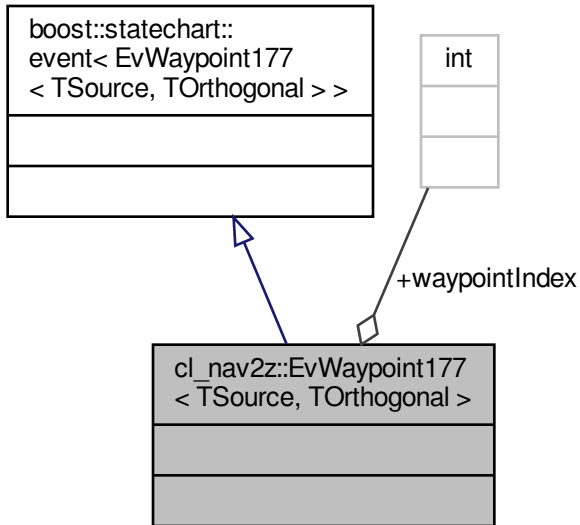 boost::statechart::
event< EvWaypoint177
< TSource, TOrthogonal > >
int
+waypointIndex
cl_nav2z::EvWaypoint177
< TSource, TOrthogonal >